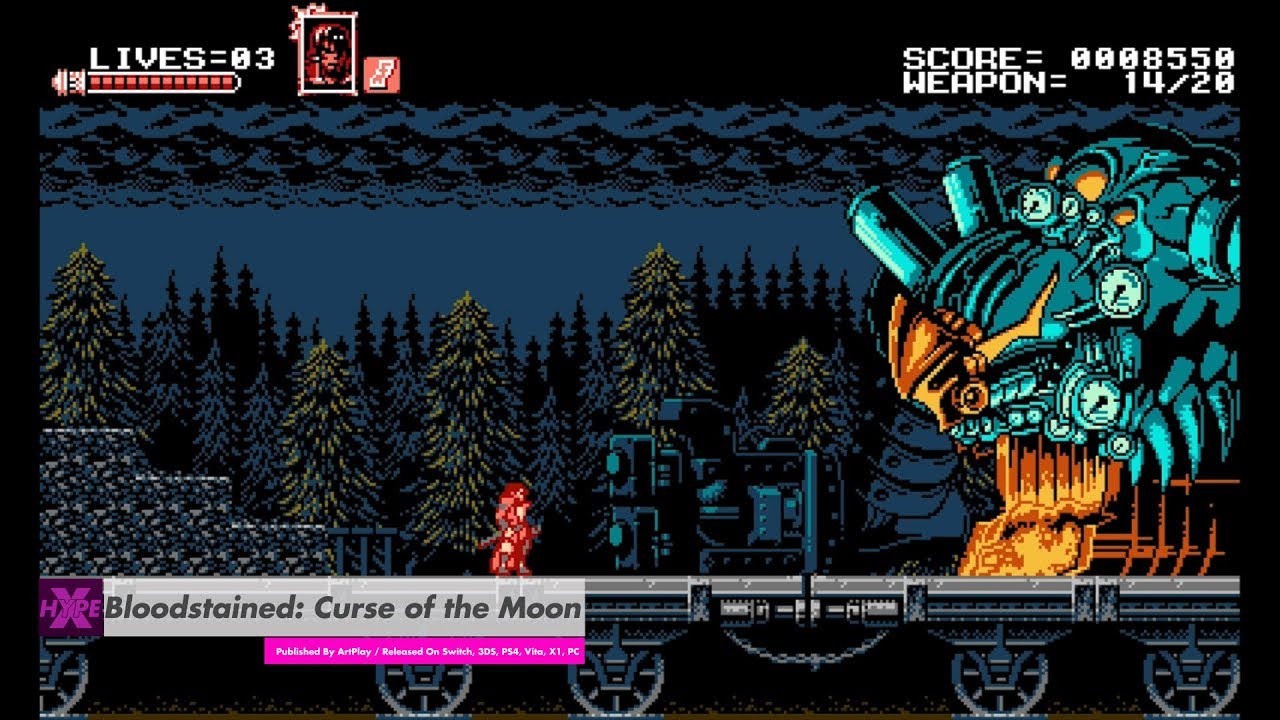 LIVES=03
SCORE= 0008550
WEAPON= 14/20
HYPE X
Bloodstained: Curse of the Moon
Published By ArtPlay / Released On Switch, 3DS, PS4, Vita, X1, PC